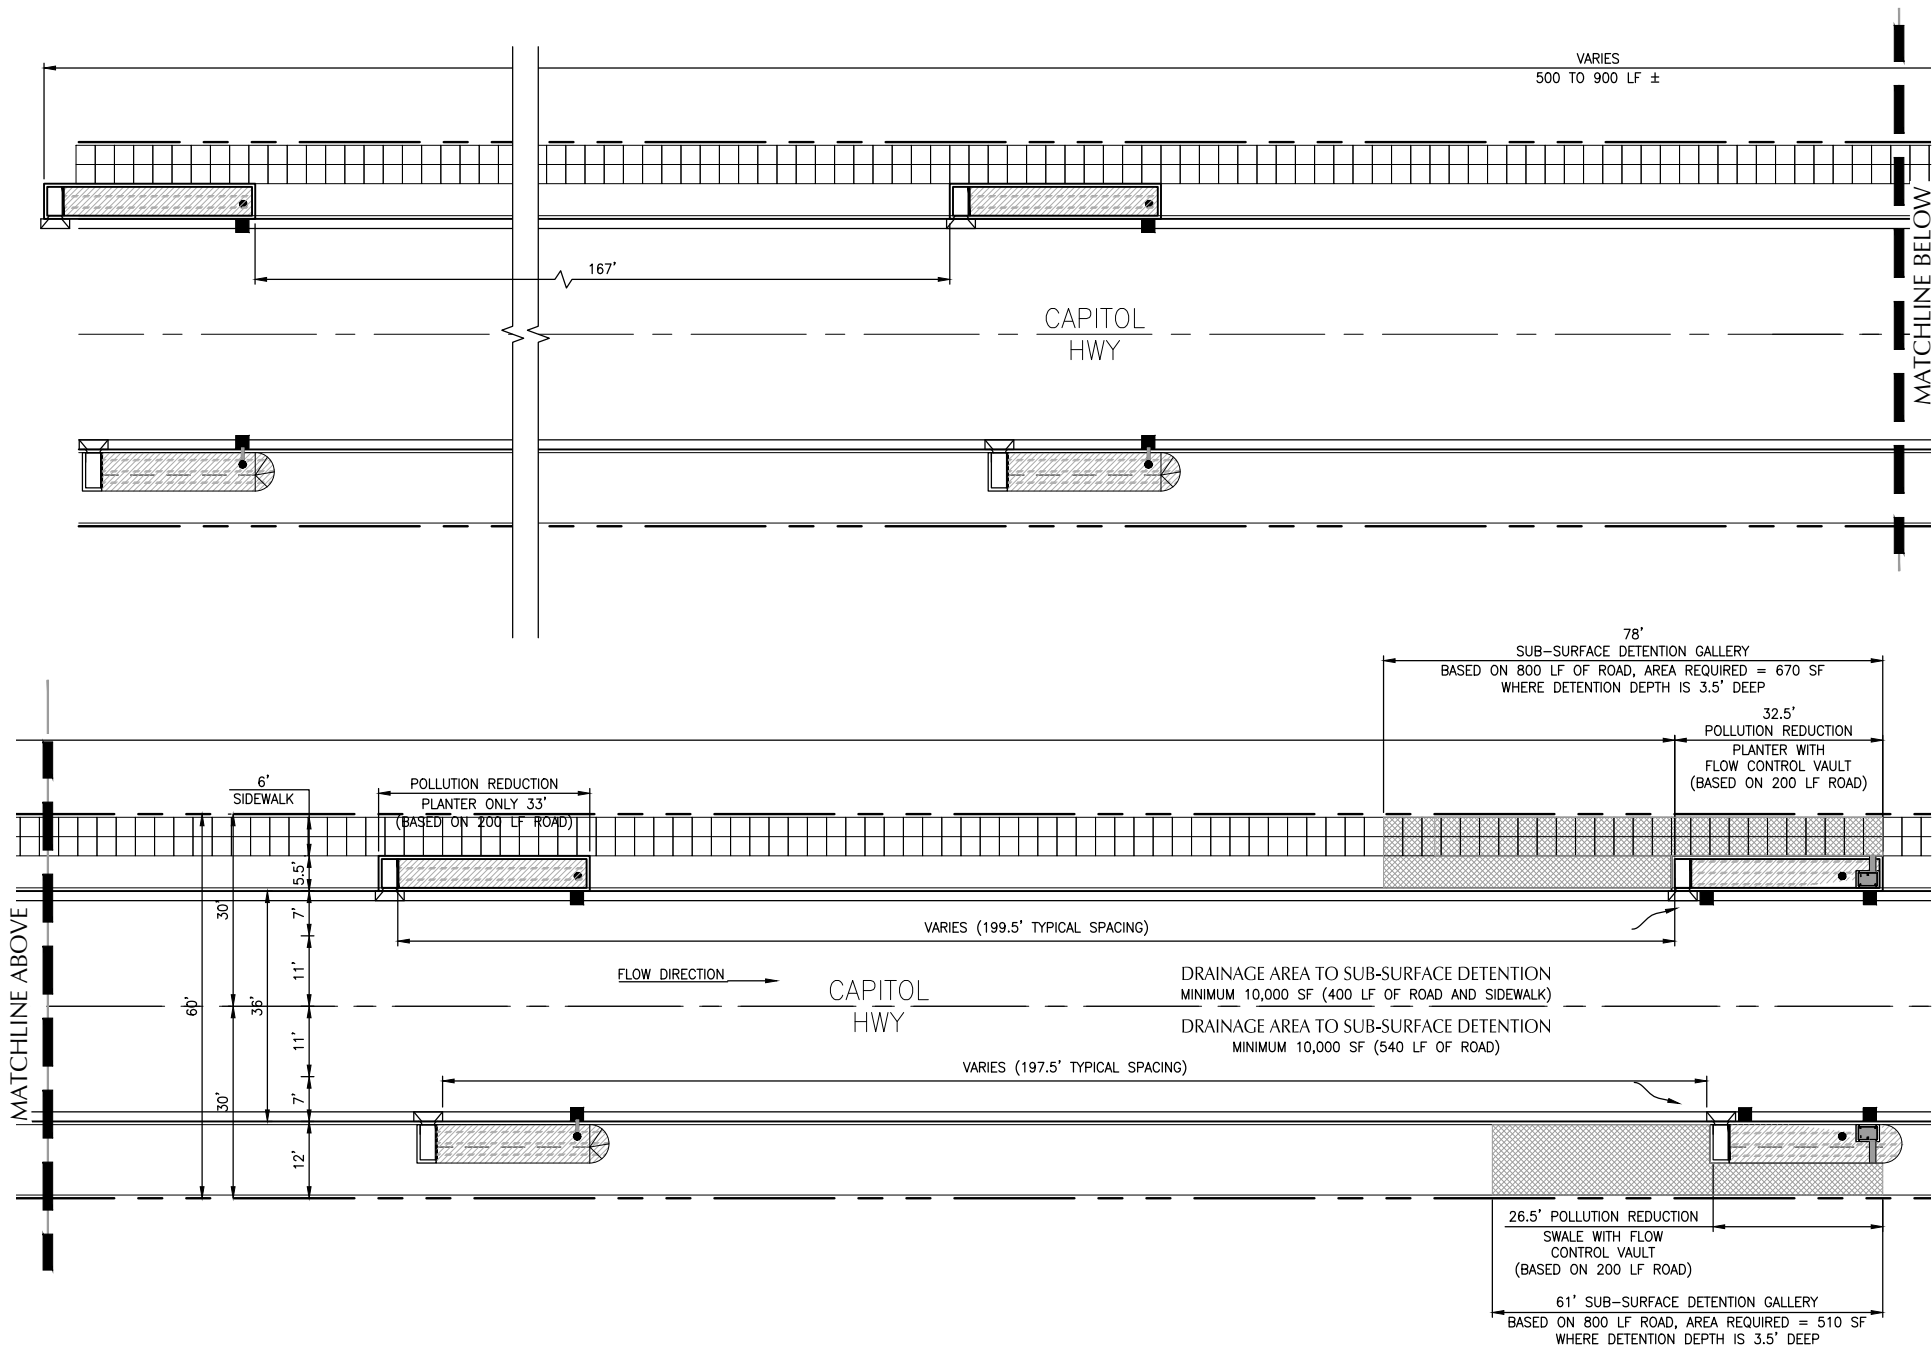 VARIES
500 TO 900 LF ±
167'
CAPITOL
HWY
MATCHLINE BELOW
78'
SUB-SURFACE DETENTION GALLERY
BASED ON 800 LF OF ROAD, AREA REQUIRED = 670 SF
WHERE DETENTION DEPTH IS 3.5' DEEP
32.5'
POLLUTION REDUCTION
PLANTER WITH
FLOW CONTROL VAULT
(BASED ON 200 LF ROAD)
6'
SIDEWALK
POLLUTION REDUCTION
PLANTER ONLY 33'
(BASED ON 200 LF ROAD)
5.5'
30'
7'
VARIES (199.5' TYPICAL SPACING)
MATCHLINE ABOVE
11'
FLOW DIRECTION
CAPITOL
HWY
DRAINAGE AREA TO SUB-SURFACE DETENTION
MINIMUM 10,000 SF (400 LF OF ROAD AND SIDEWALK)
60'
36'
DRAINAGE AREA TO SUB-SURFACE DETENTION
MINIMUM 10,000 SF (540 LF OF ROAD)
11'
VARIES (197.5' TYPICAL SPACING)
30'
7'
12'
26.5' POLLUTION REDUCTION
SWALE WITH FLOW
CONTROL VAULT
(BASED ON 200 LF ROAD)
61' SUB-SURFACE DETENTION GALLERY
BASED ON 800 LF ROAD, AREA REQUIRED = 510 SF
WHERE DETENTION DEPTH IS 3.5' DEEP